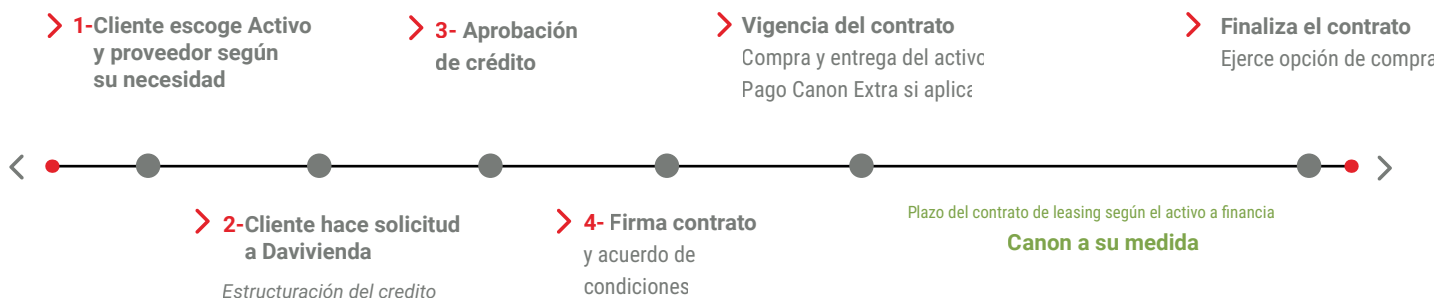 1-Cliente escoge Activo
y proveedor según
su necesidad
2-Cliente hace solicitud
a Davivienda
Estructuración del credito
3- Aprobación
de crédito
4- Firma contrato
y acuerdo de
condiciones
Vigencia del contrato
Compra y entrega del activo
Pago Canon Extra si aplica
Plazo del contrato de leasing según el activo a financia
Canon a su medida
Finaliza el contrato
Ejerce opción de compra